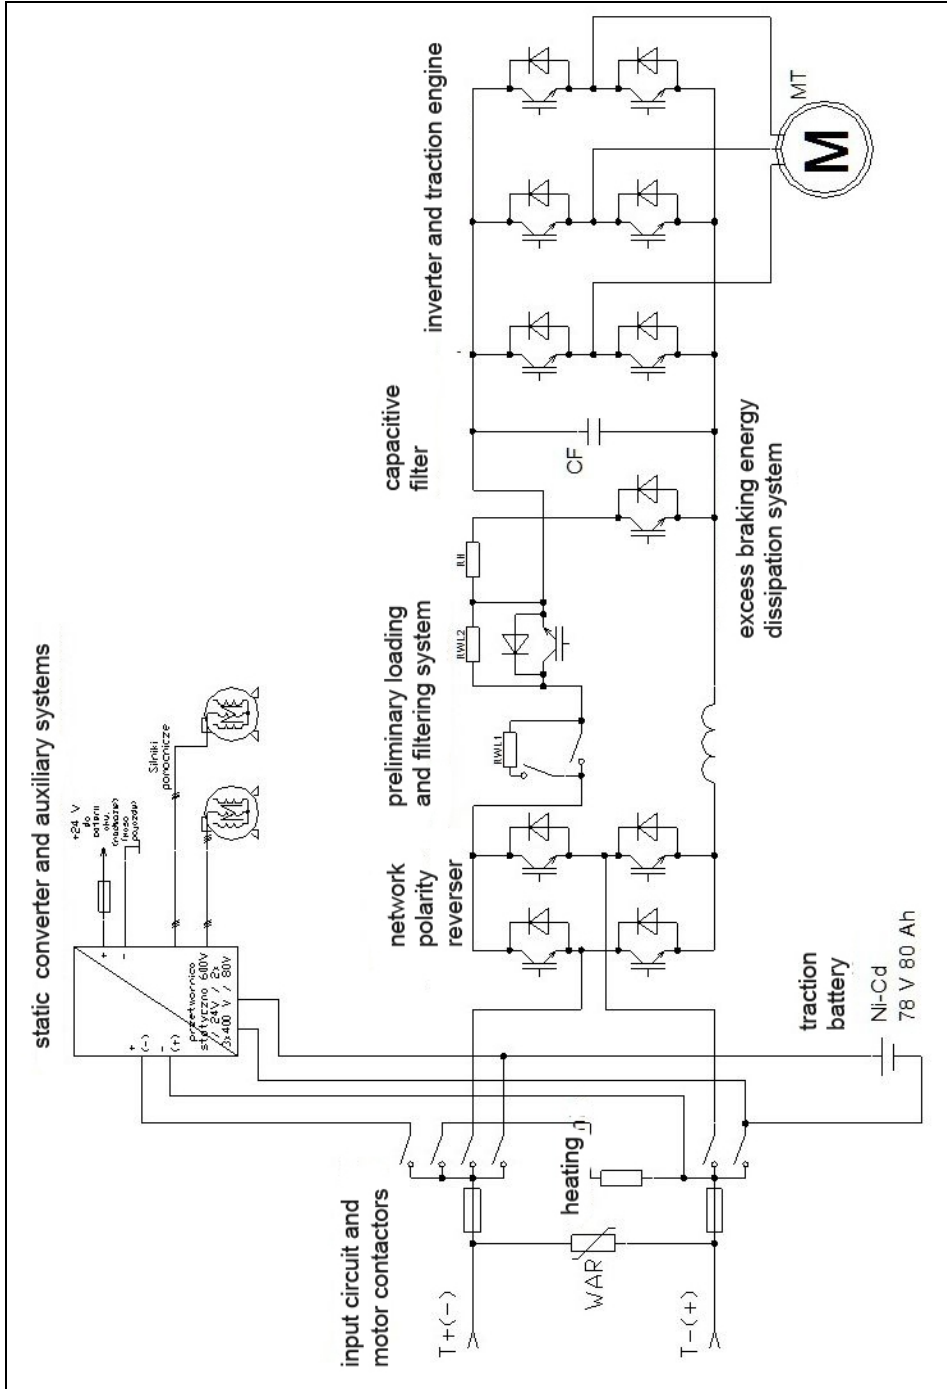 static converter and auxiliary systems
+24 V
do
baterii
Silniki
pomocnicze
+
-
+
(-)
-
(+)
przetwornica
statyczna 600V
/ 24V / 2x
3x400 V / 80V
input circuit and
motor contactors
T+(-)
T-(+)
WAR
heating
network
polarity
reverser
preliminary loading
and filtering system
RWL1
RWL2
RH
capacitive
filter
CF
inverter and traction engine
MT
M
excess braking energy
dissipation system
traction
battery
Ni-Cd
78 V 80 Ah